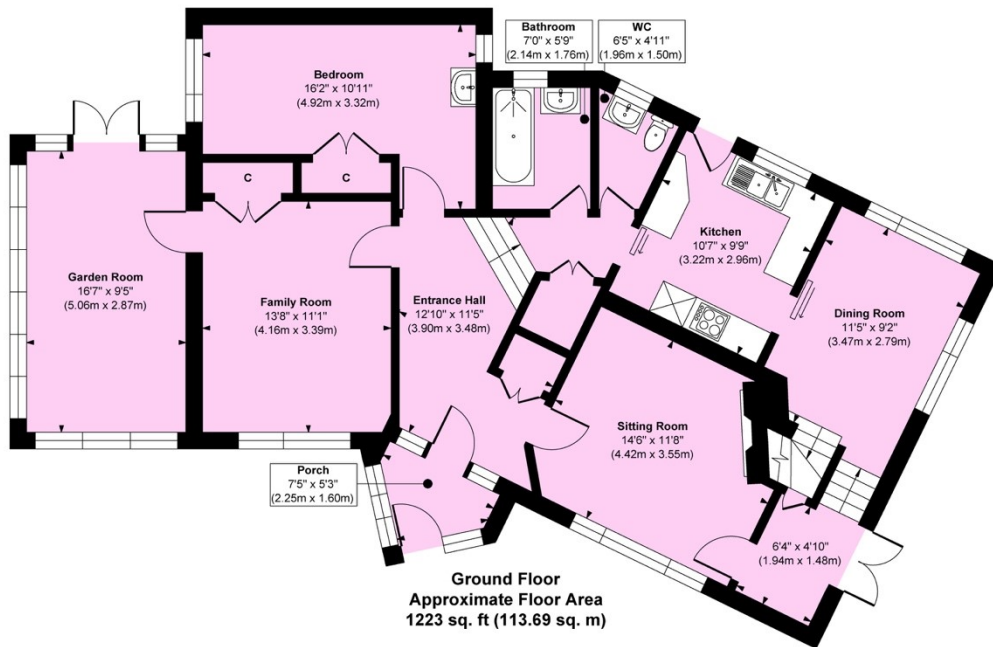 Bathroom
7'0" x 5'9"
(2.14m x 1.76m)
WC
6'5" x 4'11"
(1.96m x 1.50m)
Bedroom
16'2" x 10'11"
(4.92m x 3.32m)
C
C
Kitchen
10'7" x 9'9"
(3.22m x 2.96m)
Garden Room
16'7" x 9'5"
(5.06m x 2.87m)
Family Room
13'8" x 11'1"
(4.16m x 3.39m)
Entrance Hall
12'10" x 11'5"
(3.90m x 3.48m)
Dining Room
11'5" x 9'2"
(3.47m x 2.79m)
Sitting Room
14'6" x 11'8"
(4.42m x 3.55m)
Porch
7'5" x 5'3"
(2.25m x 1.60m)
6'4" x 4'10"
(1.94m x 1.48m)
Ground Floor
Approximate Floor Area
1223 sq. ft (113.69 sq. m)